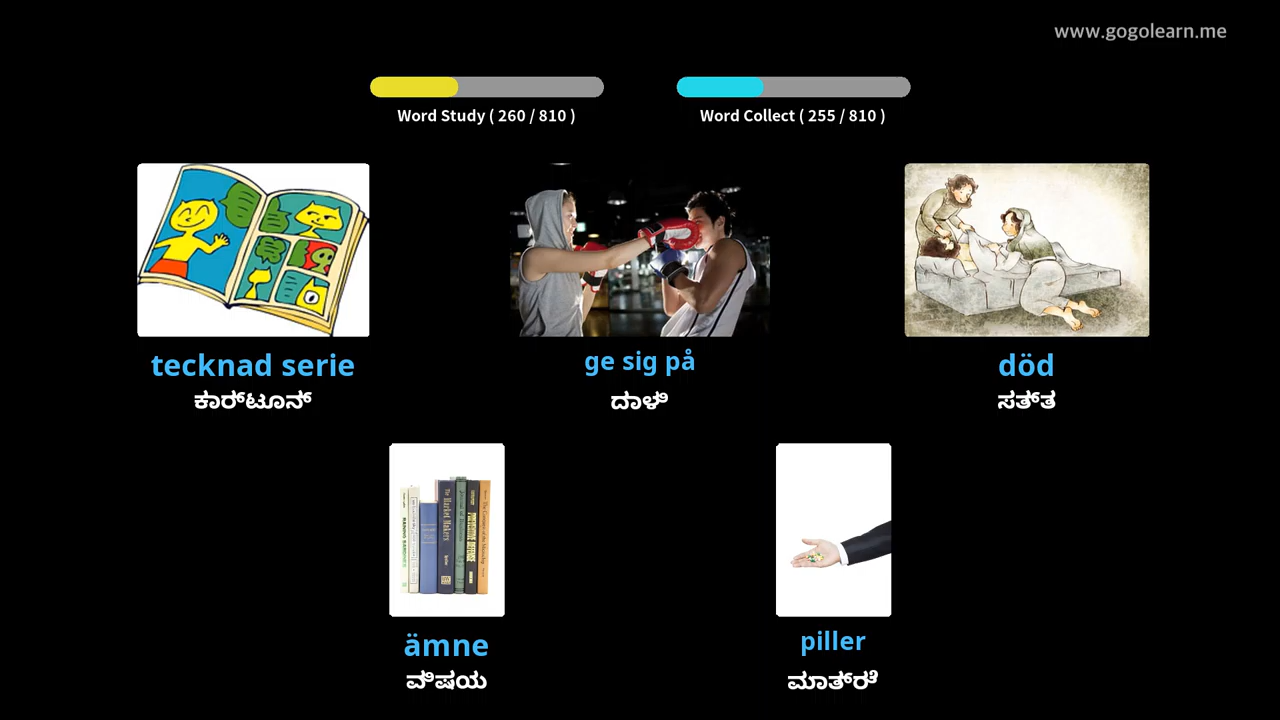 www.gogolearn.me
Word Study ( 260 / 810 )
Word Collect ( 255 / 810 )
tecknad serie
ಕಾರ್ಟೂನ್
ge sig på
ದಾಳಿ
död
ಸತ್ತ
ämne
ವಿಷಯ
piller
ಮಾತ್ರೆ